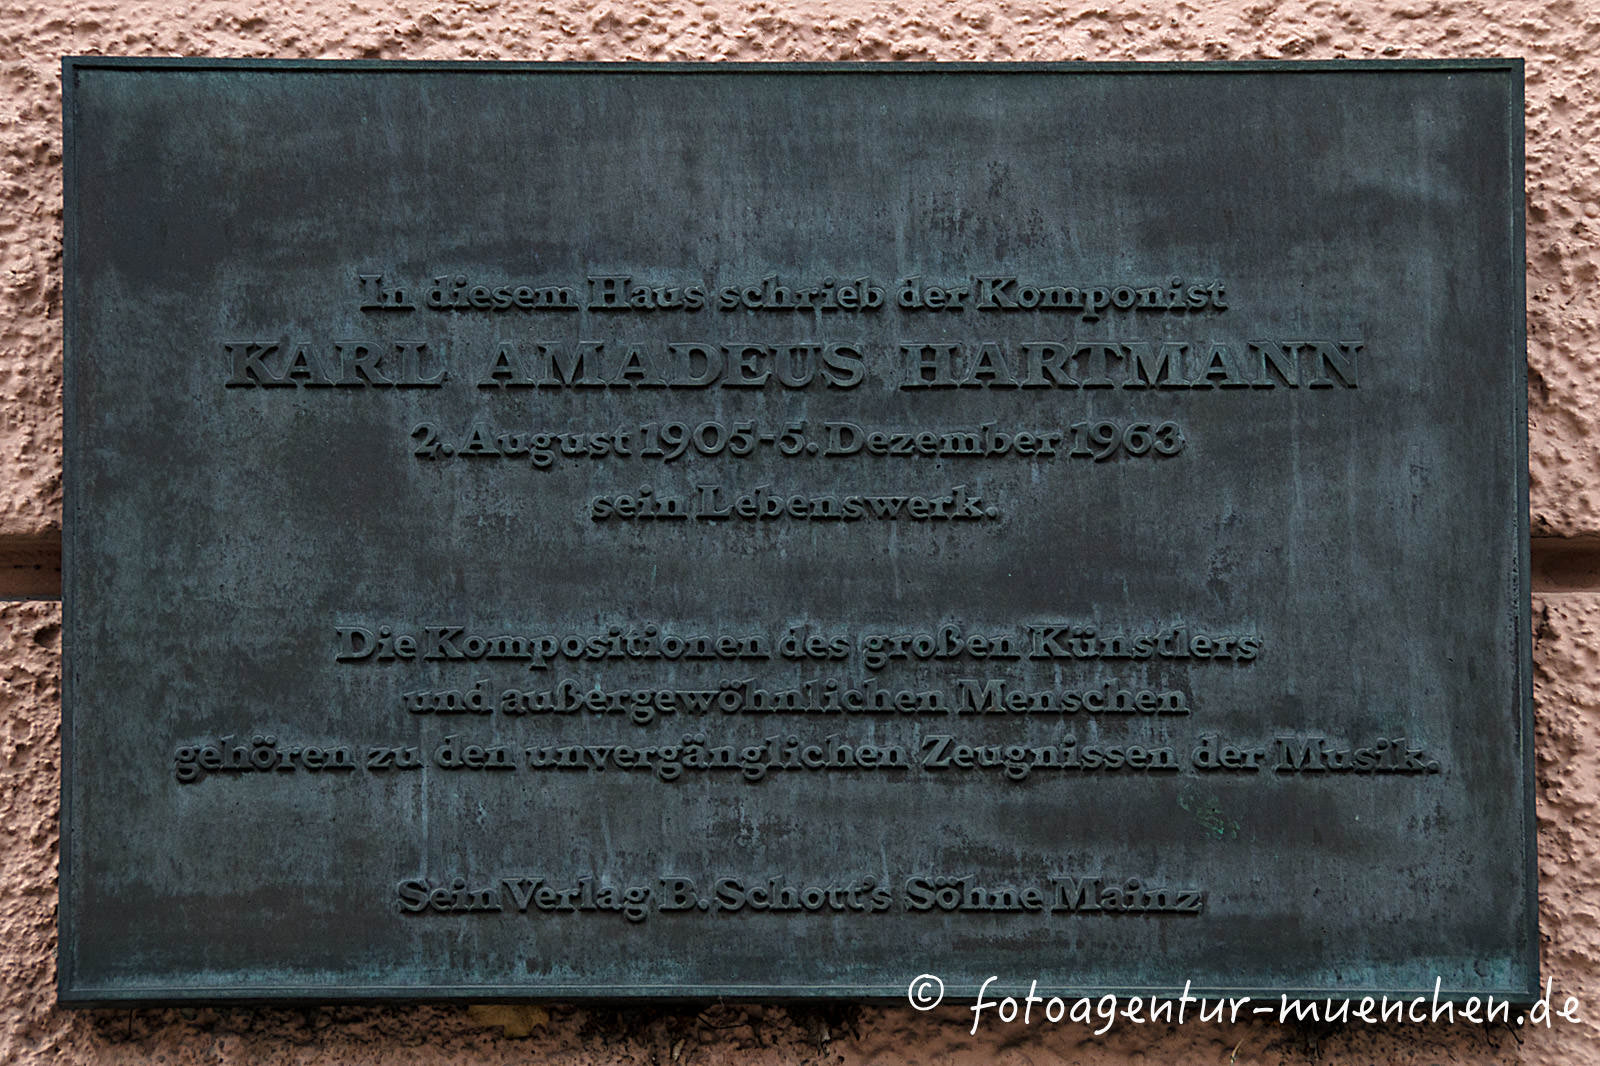 In diesem Haus schrieb der Komponist
KARL AMADEUS HARTMANN
2. August 1905-5. Dezember 1963
sein Lebenswerk.
Die Kompositionen des großen Künstlers
und außergewöhnlichen Menschen
gehören zu den unvergänglichen Zeugnissen der Musik.
Sein Verlag B. Schott's Söhne Mainz
© fotoagentur-muenchen.de